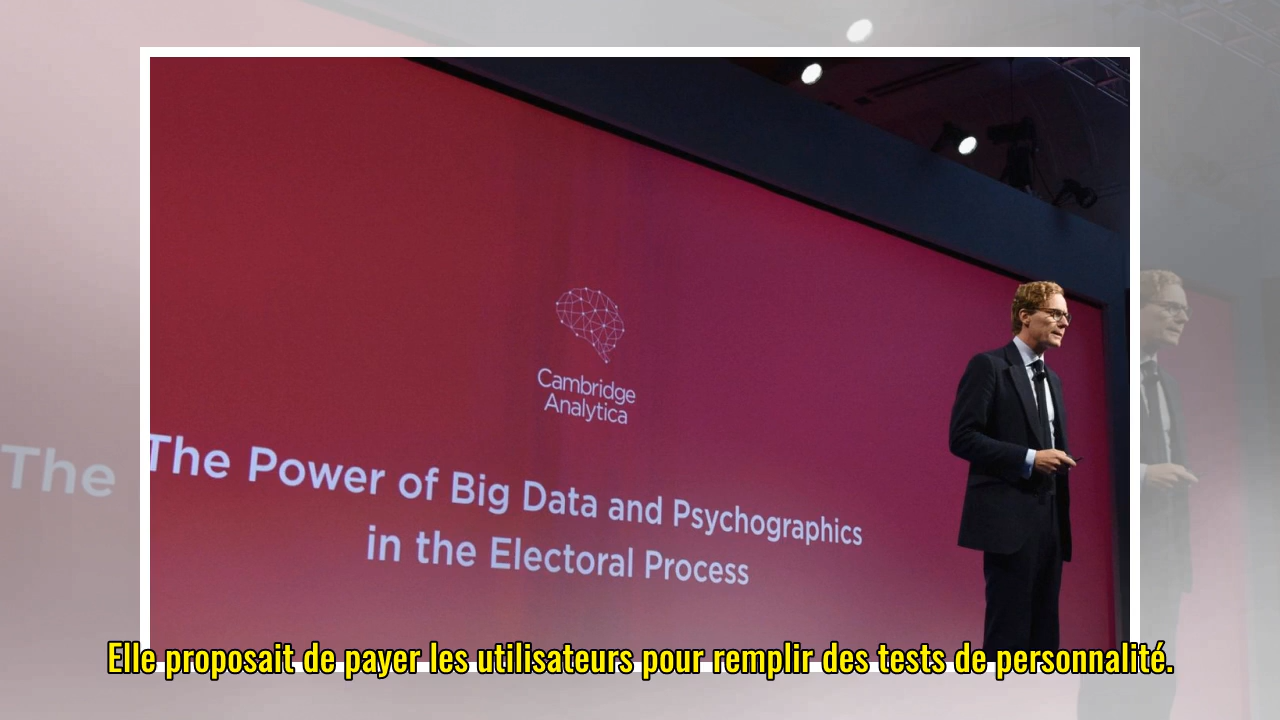 Cambridge
Analytica
The Power of Big Data and Psychographics
in the Electoral Process
The
Elle proposait de payer les utilisateurs pour remplir des tests de personnalité.